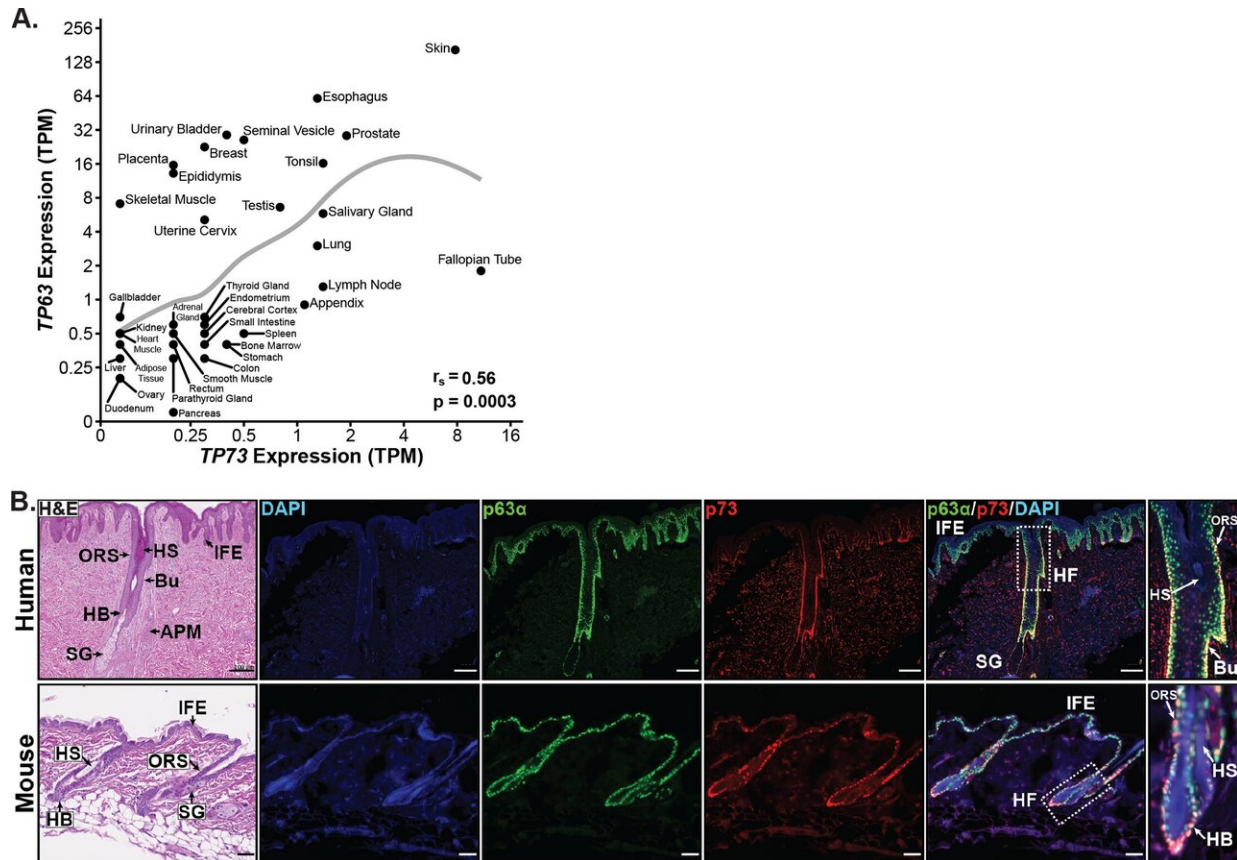 A.
TP63 Expression (TPM)
256
128
64
32
16
8
4
2
1
0.5
0.25
0
Skin
Esophagus
Urinary Bladder
Seminal Vesicle
Prostate
Breast
Placenta
Epididymis
Tonsil
Skeletal Muscle
Testis
Salivary Gland
Uterine Cervix
Lung
Fallopian Tube
Lymph Node
Appendix
Gallbladder
Adrenal
Gland
Thyroid Gland
Endometrium
Cerebral Cortex
Small Intestine
Kidney
Heart
Muscle
Spleen
Bone Marrow
Stomach
Liver
Adipose
Tissue
Colon
Smooth Muscle
Rectum
Ovary
Parathyroid Gland
Duodenum
Pancreas
rs = 0.56
p = 0.0003
0 0.25 0.5 1 2 4 8 16
TP73 Expression (TPM)
B.
Human
H&E
ORS
HS
IFE
Bu
HB
APM
SG
DAPI
p63α
p73
p63α/p73/DAPI
IFE
HF
SG
ORS
HS
Bu
Mouse
IFE
HS
ORS
SG
HB
IFE
HF
ORS
HS
HB